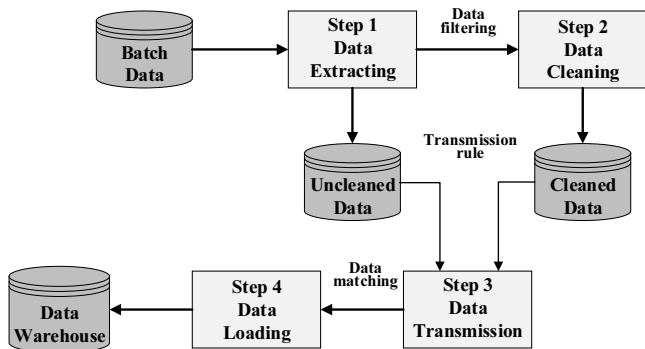 Batch
Data
Step 1
Data
Extracting
Data
filtering
Step 2
Data
Cleaning
Uncleaned
Data
Transmission
rule
Cleaned
Data
Data
Warehouse
Step 4
Data
Loading
Data
matching
Step 3
Data
Transmission